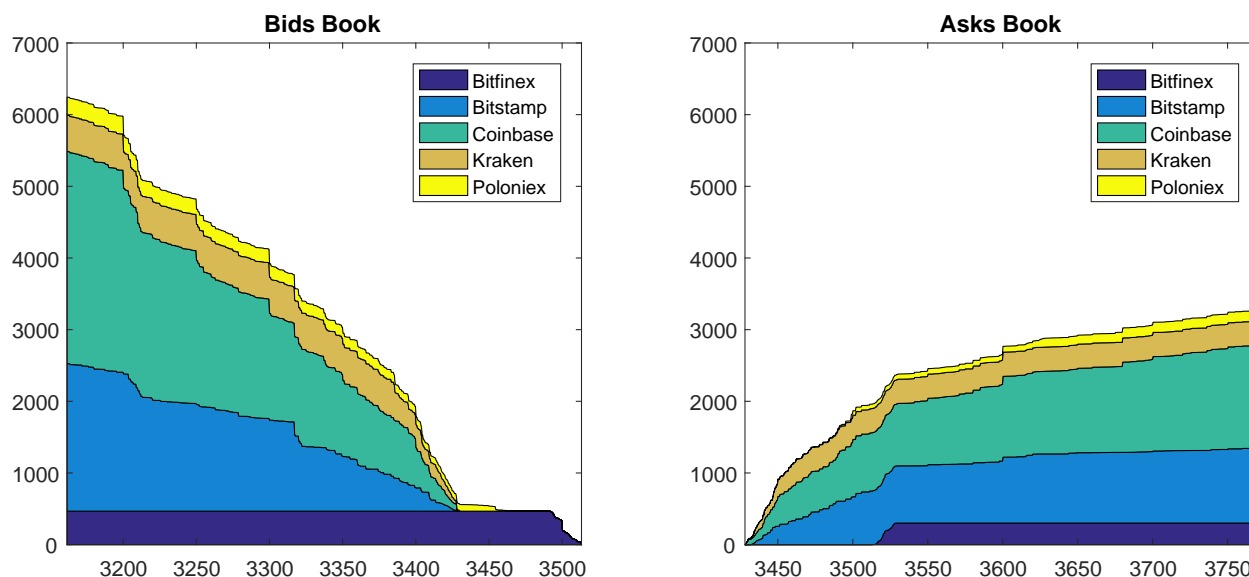 Bids Book
7000
6000
5000
4000
3000
2000
1000
0
3200 3250 3300 3350 3400 3450 3500
Bitfinex
Bitstamp
Coinbase
Kraken
Poloniex
Asks Book
7000
6000
5000
4000
3000
2000
1000
0
3450 3500 3550 3600 3650 3700 3750
Bitfinex
Bitstamp
Coinbase
Kraken
Poloniex